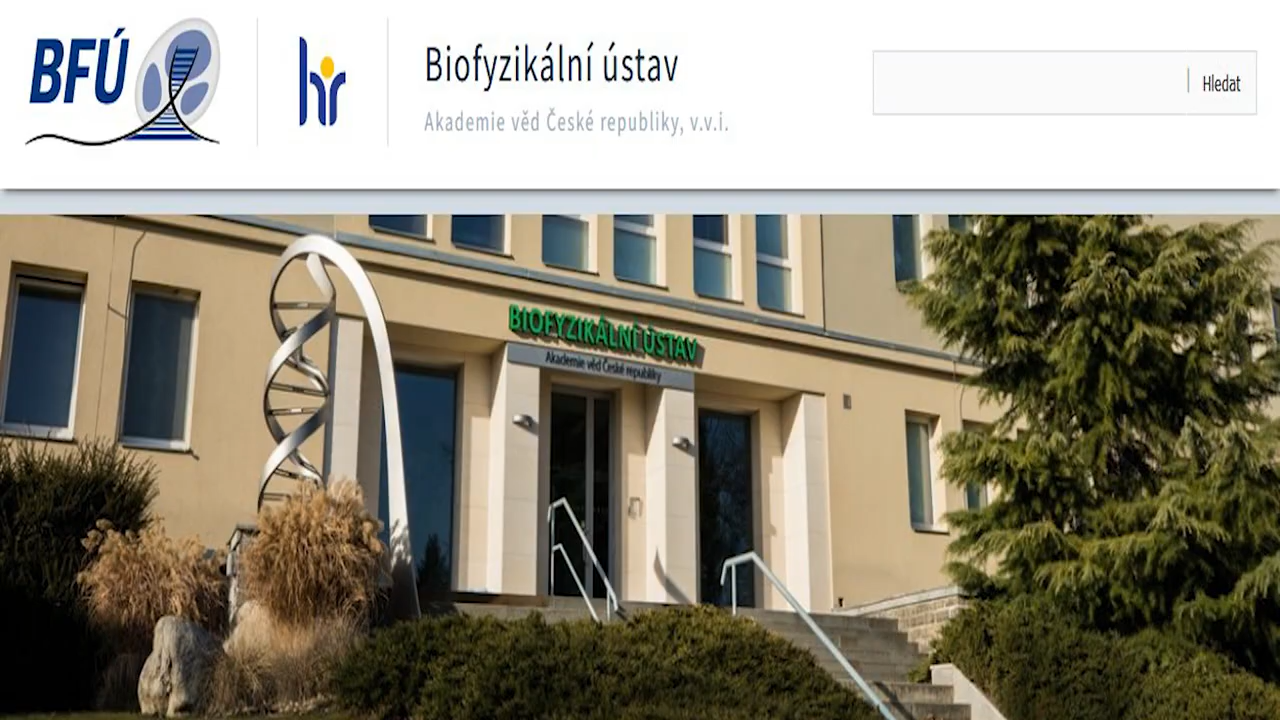 BFÚ
hr
Biofyzikální ústav
Akademie věd České republiky, v.v.i.
Hledat
BIOFYZIKÁLNÍ ÚSTAV
Akademie věd České republiky